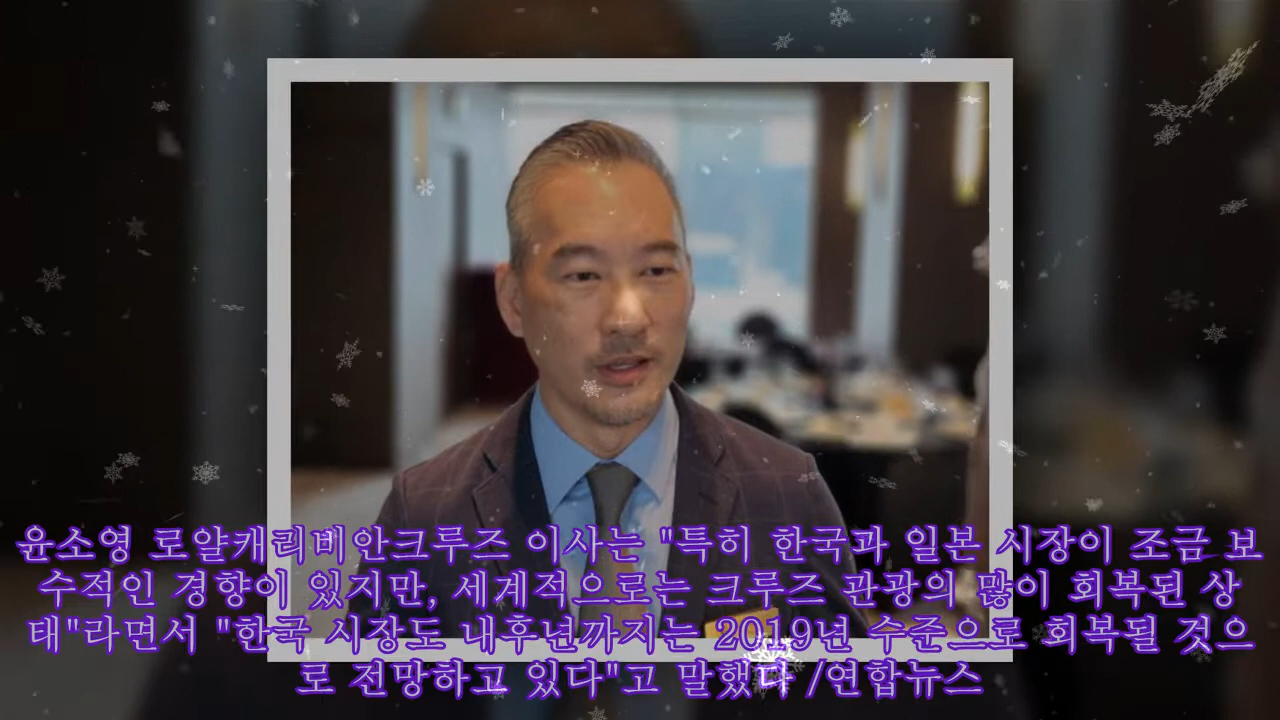 윤소영 로얄캐리비안크루즈 이사는 "특히 한국과 일본 시장이 조금 보
수적인 경향이 있지만, 세계적으로는 크루즈 관광의 많이 회복된 상
태"라면서 "한국 시장도 내후년까지는 2019년 수준으로 회복될 것으
로 전망하고 있다"고 말했다 /연합뉴스